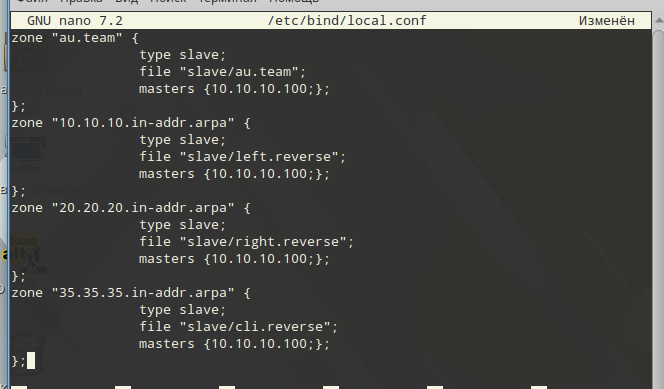 Файл Правка Вид Поиск Терминал Помощь
GNU nano 7.2 /etc/bind/local.conf Изменён
zone "au.team" {
type slave;
file "slave/au.team";
masters {10.10.10.100;};
};
zone "10.10.10.in-addr.arpa" {
type slave;
file "slave/left.reverse";
masters {10.10.10.100;};
};
zone "20.20.20.in-addr.arpa" {
type slave;
file "slave/right.reverse";
masters {10.10.10.100;};
};
zone "35.35.35.in-addr.arpa" {
type slave;
file "slave/cli.reverse";
masters {10.10.10.100;};
};